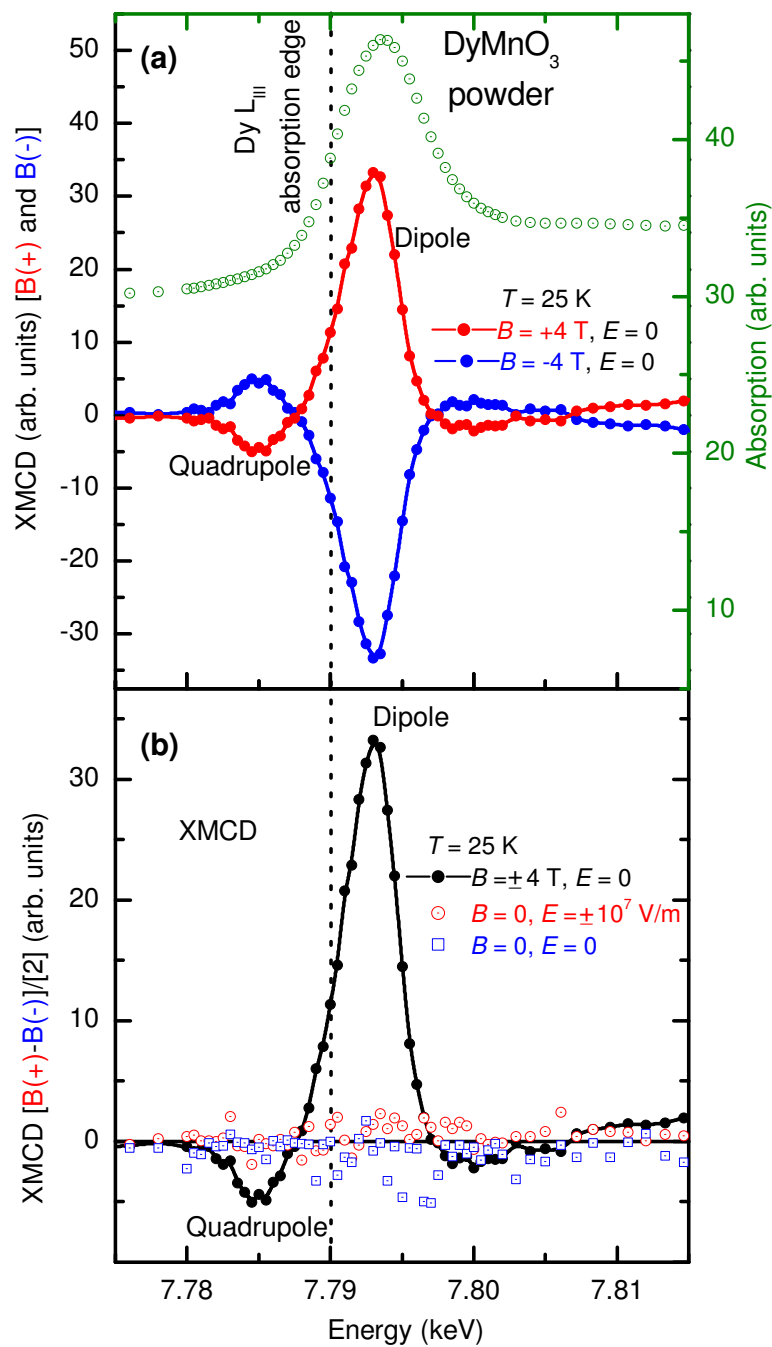 (a)
DyMnO3
powder
Dy LIII
absorption edge
Dipole
T = 25 K
B = +4 T, E = 0
B = -4 T, E = 0
Quadrupole
XMCD (arb. units) [B(+) and B(-)]
50
40
30
20
10
0
-10
-20
-30
Absorption (arb. units)
40
30
20
10
(b)
Dipole
XMCD
T = 25 K
B = ± 4 T, E = 0
B = 0, E = ±10^7 V/m
B = 0, E = 0
Quadrupole
XMCD [B(+)-B(-)]/[2] (arb. units)
30
20
10
0
7.78 7.79 7.80 7.81
Energy (keV)